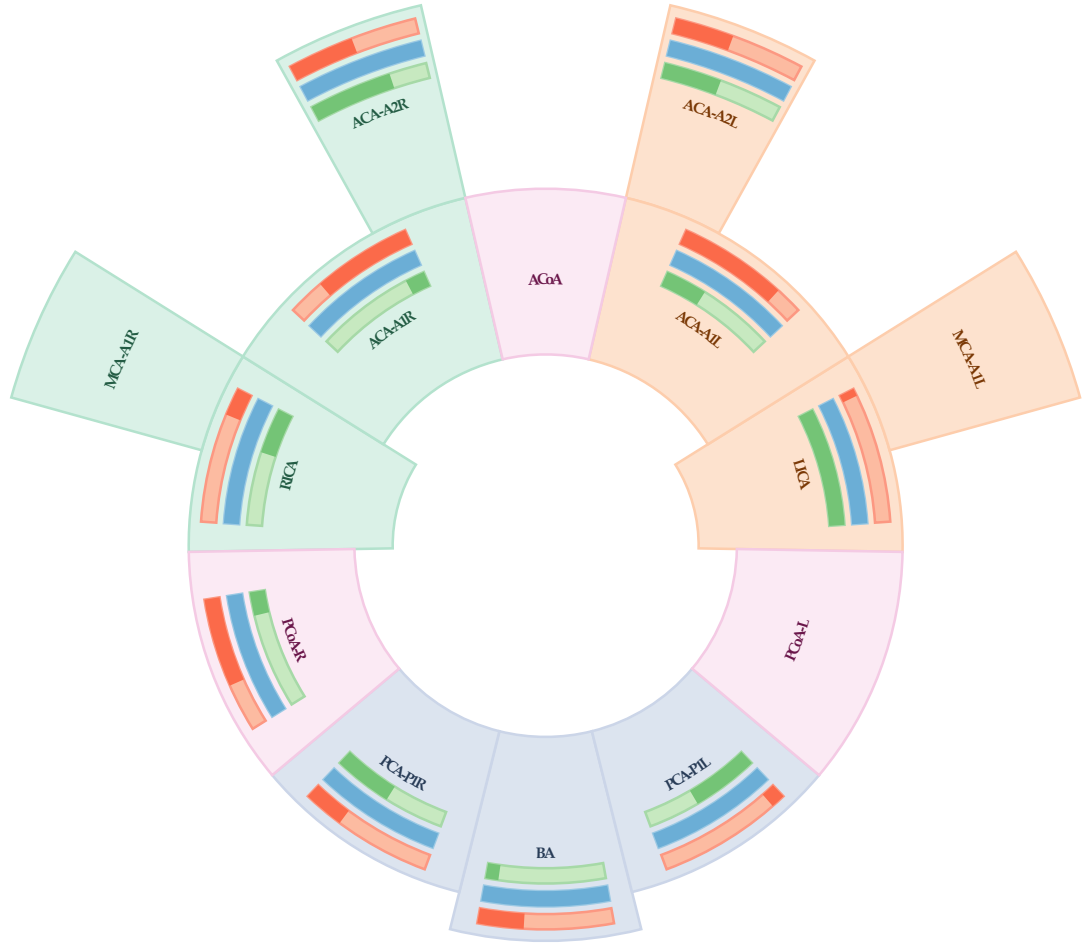 ACA-A2R
ACA-A2L
ACoA
ACA-A1R
ACA-A1L
MCA-A1R
MCA-A1L
RICA
LICA
PCoA-R
PCoA-L
PCA-P1R
PCA-P1L
BA